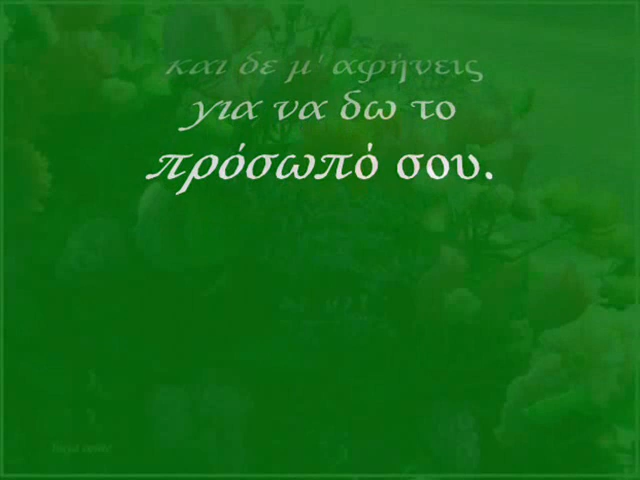 και δε μ' αφήνεις
για να δω το
πρόσωπό σου.